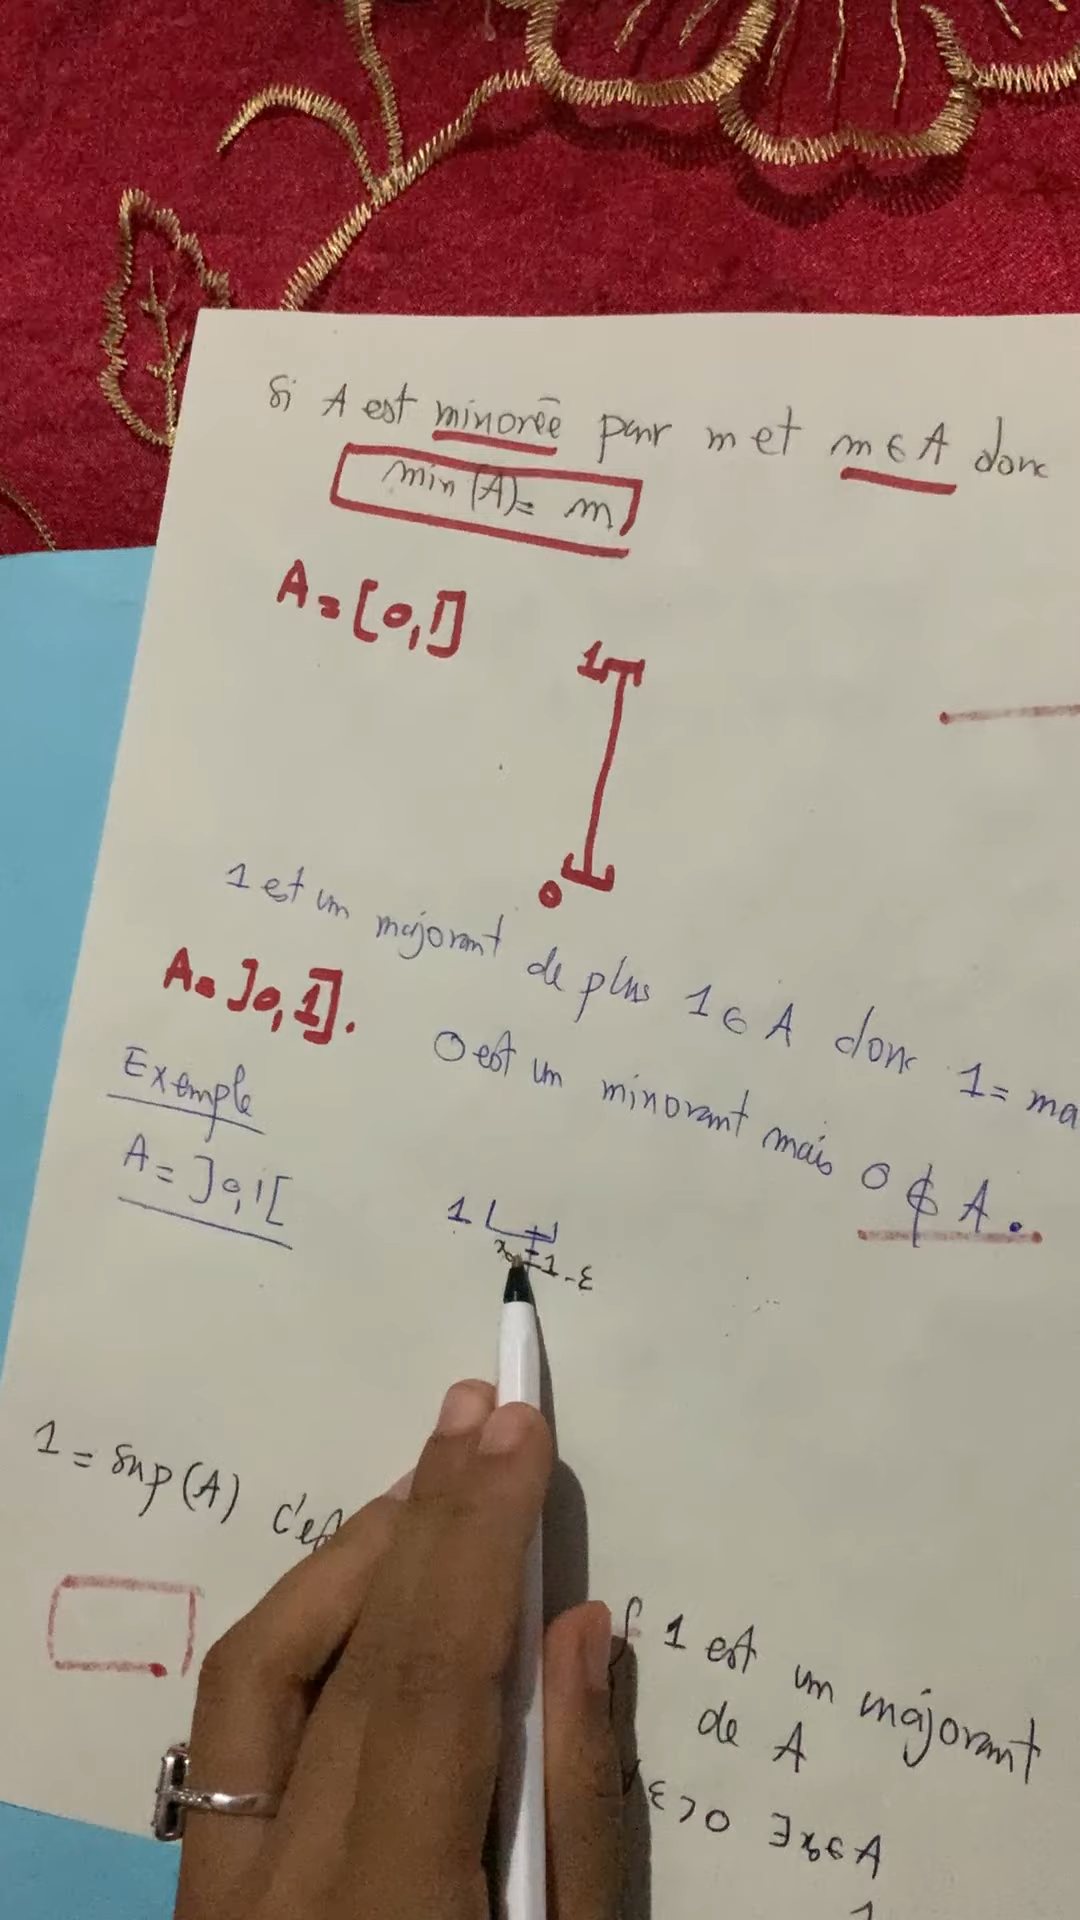 Si A est minorée par m et m ∈ A donc
min(A) = m
A = [0,1]
1
0
1 est un majorant de plus 1 ∈ A donc 1 = ma
A = ]0,1].
0 est un minorant mais 0 ∉ A.
Exemple
A = ]0,1[
1
1-ε
1 = Sup(A) c'est
1 est un majorant
de A
∀ε>0 ∃x₀∈A
1